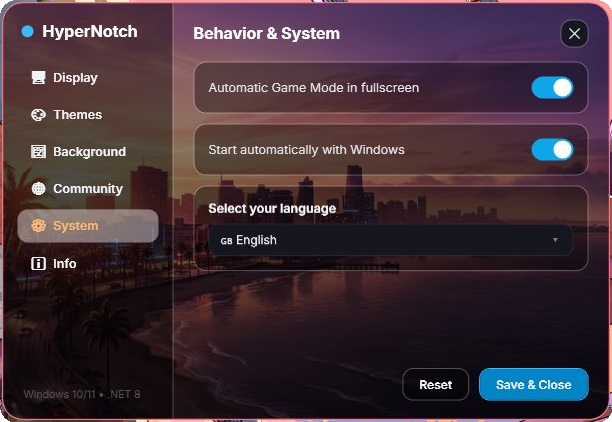 HyperNotch
Display
Themes
Background
Community
System
Info
Windows 10/11 • .NET 8
Behavior & System
Automatic Game Mode in fullscreen
Start automatically with Windows
Select your language
GB English
Reset
Save & Close